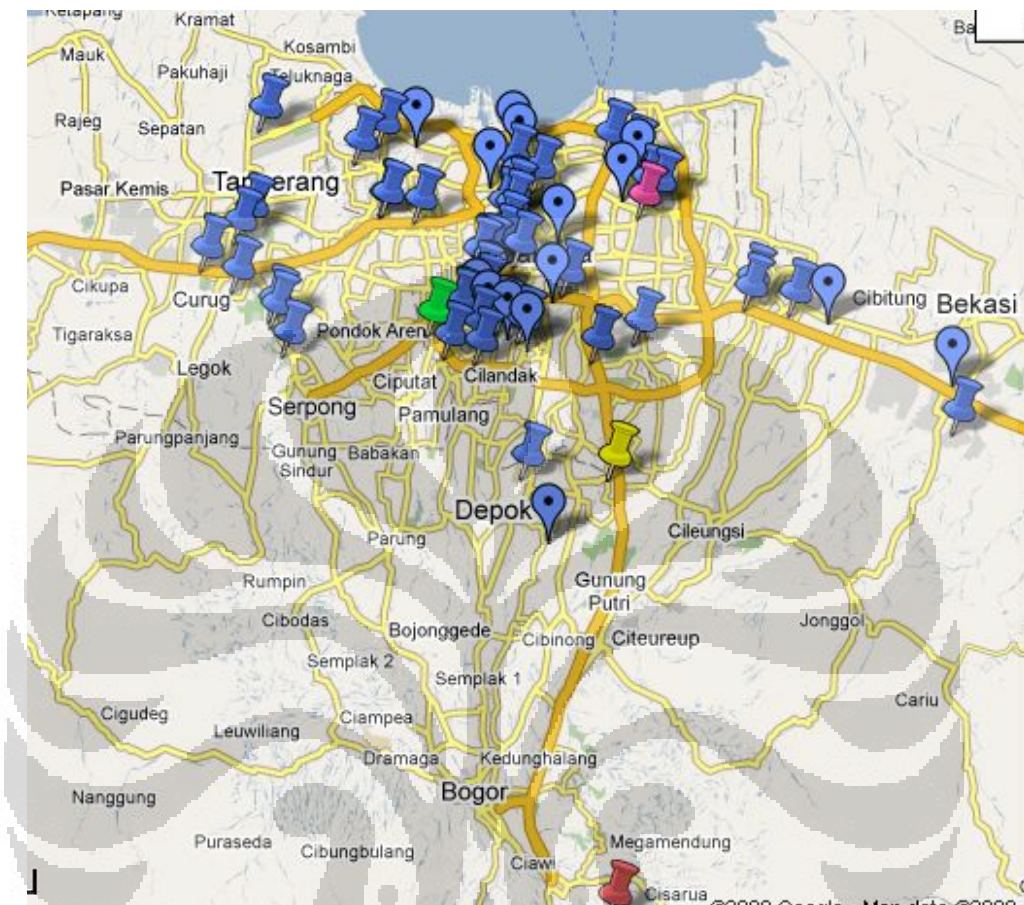 Ketapang
Kramat
Kosambi
Mauk
Pakuhaji
Teluknaga
Rajeg
Sepatan
Pasar Kemis
Tangerang
Cikupa
Curug
Cibitung
Bekasi
Tigaraksa
Pondok Aren
Legok
Ciputat
Cilandak
Serpong
Pamulang
Parungpanjang
Gunung
Sindur
Babakan
Depok
Parung
Cileungsi
Rumpin
Gunung
Putri
Cibodas
Bojonggede
Cibinong
Citeureup
Jonggol
Semplak 2
Semplak 1
Cariu
Cigudeg
Ciampea
Leuwiliang
Dramaga
Kedunghalang
Bogor
Nanggung
Puraseda
Cibungbulang
Megamendung
Ciawi
Cisarua